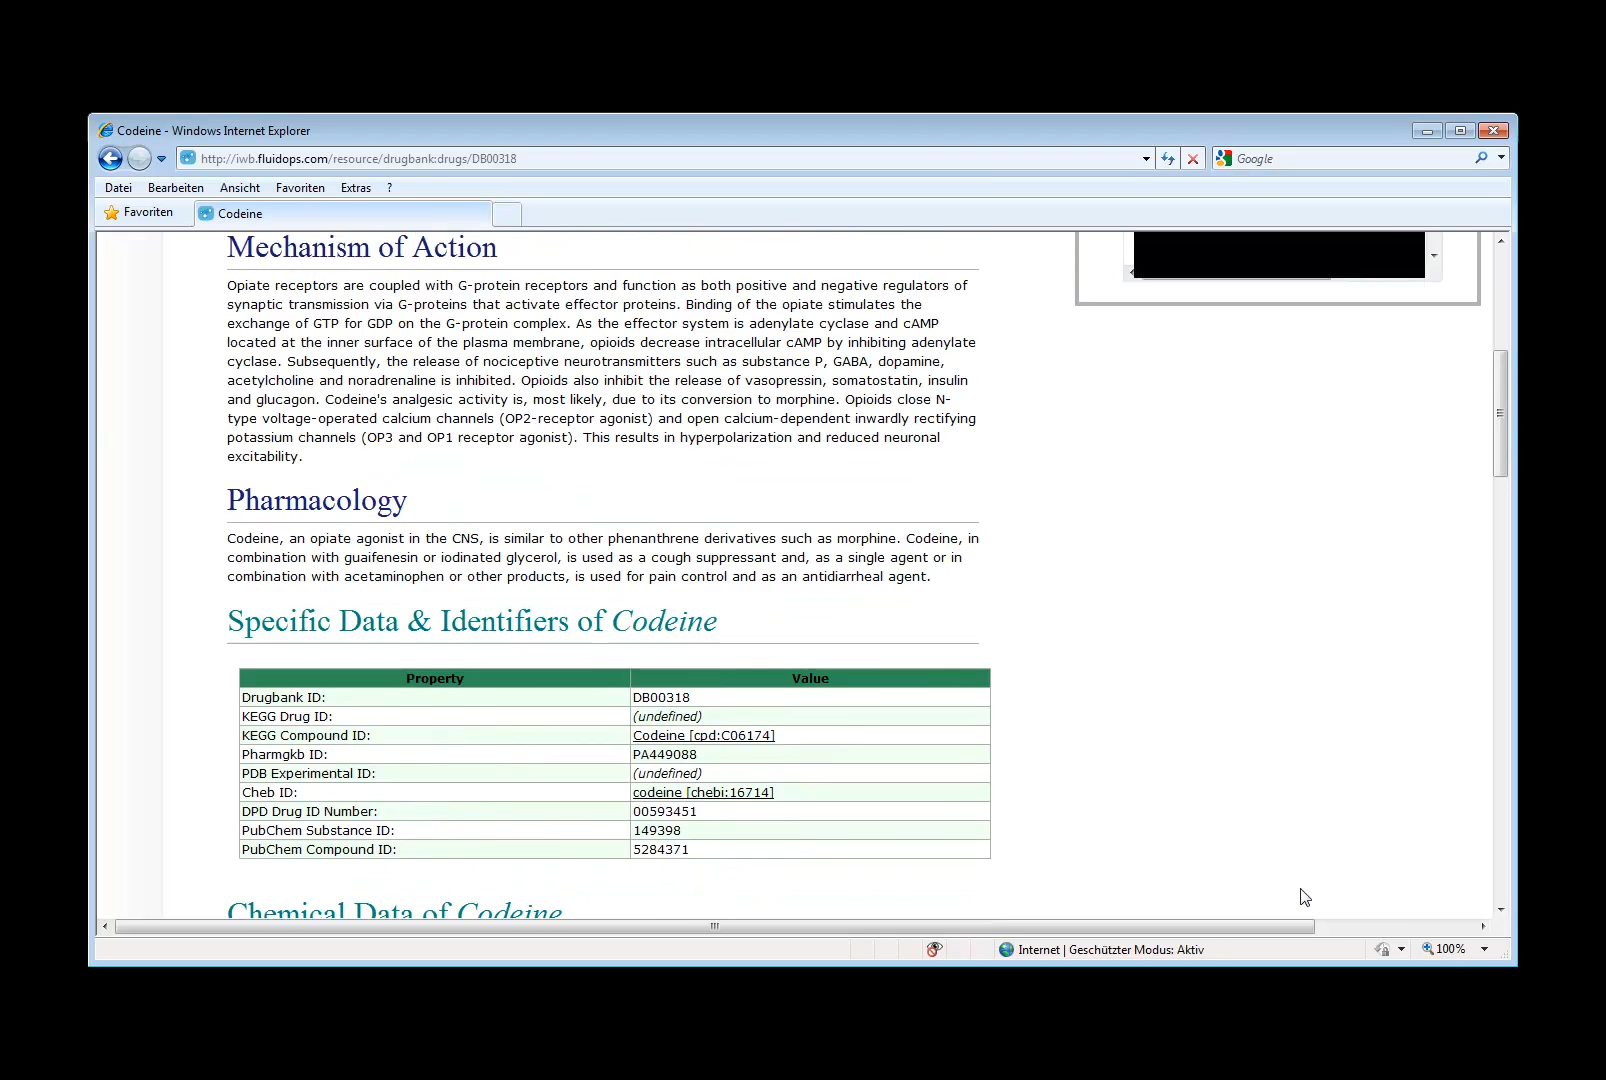 Codeine - Windows Internet Explorer
http://iwb.fluidops.com/resource/drugbank:drugs/DB00318
Google
Datei Bearbeiten Ansicht Favoriten Extras ?
Favoriten
Codeine
Mechanism of Action
Opiate receptors are coupled with G-protein receptors and function as both positive and negative regulators of
synaptic transmission via G-proteins that activate effector proteins. Binding of the opiate stimulates the
exchange of GTP for GDP on the G-protein complex. As the effector system is adenylate cyclase and cAMP
located at the inner surface of the plasma membrane, opioids decrease intracellular cAMP by inhibiting adenylate
cyclase. Subsequently, the release of nociceptive neurotransmitters such as substance P, GABA, dopamine,
acetylcholine and noradrenaline is inhibited. Opioids also inhibit the release of vasopressin, somatostatin, insulin
and glucagon. Codeine's analgesic activity is, most likely, due to its conversion to morphine. Opioids close N-
type voltage-operated calcium channels (OP2-receptor agonist) and open calcium-dependent inwardly rectifying
potassium channels (OP3 and OP1 receptor agonist). This results in hyperpolarization and reduced neuronal
excitability.
Pharmacology
Codeine, an opiate agonist in the CNS, is similar to other phenanthrene derivatives such as morphine. Codeine, in
combination with guaifenesin or iodinated glycerol, is used as a cough suppressant and, as a single agent or in
combination with acetaminophen or other products, is used for pain control and as an antidiarrheal agent.
Specific Data & Identifiers of Codeine
Property Value
Drugbank ID: DB00318
KEGG Drug ID: (undefined)
KEGG Compound ID: Codeine [cpd:C06174]
Pharmgkb ID: PA449088
PDB Experimental ID: (undefined)
Cheb ID: codeine [chebi:16714]
DPD Drug ID Number: 00593451
PubChem Substance ID: 149398
PubChem Compound ID: 5284371
Chemical Data of Codeine
Internet | Geschützter Modus: Aktiv
100%